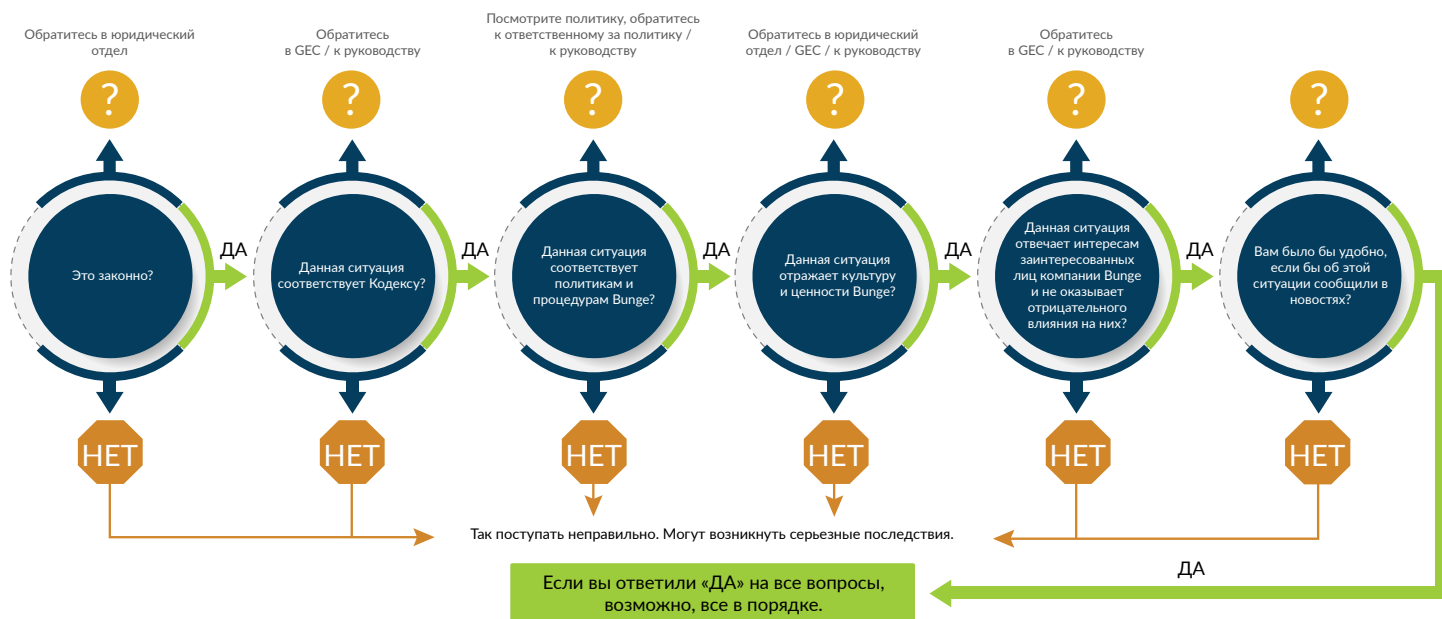 Обратитесь в юридический
отдел
Обратитесь
в GEC / к руководству
Посмотрите политику, обратитесь
к ответственному за политику /
к руководству
Обратитесь в юридический
отдел / GEC / к руководству
Обратитесь
в GEC / к руководству
?
?
?
?
?
?
Это законно?
ДА
Данная ситуация
соответствует Кодексу?
ДА
Данная ситуация
соответствует
политикам и
процедурам Bunge?
ДА
Данная ситуация
отражает культуру
и ценности Bunge?
ДА
Данная ситуация
отвечает интересам
заинтересованных
лиц компании Bunge
и не оказывает
отрицательного
влияния на них?
ДА
Вам было бы удобно,
если бы об этой
ситуации сообщили в
новостях?
НЕТ
НЕТ
НЕТ
НЕТ
НЕТ
НЕТ
Так поступать неправильно. Могут возникнуть серьезные последствия.
ДА
Если вы ответили «ДА» на все вопросы,
возможно, все в порядке.